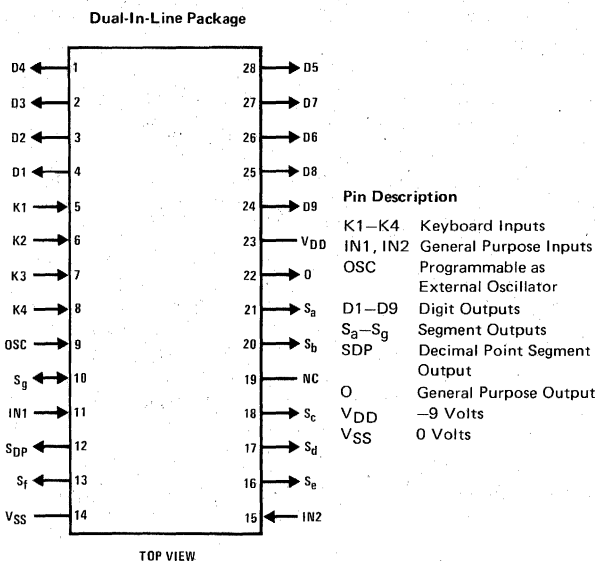 Dual-In-Line Package
D4 1 28 D5
D3 2 27 D7
D2 3 26 D6
D1 4 25 D8
K1 5 24 D9
K2 6 23 VDD
K3 7 22 O
K4 8 21 Sa
OSC 9 20 Sb
Sg 10 19 NC
IN1 11 18 Sc
SDP 12 17 Sd
Sf 13 16 Se
VSS 14 15 IN2
TOP VIEW
Pin Description
K1–K4 Keyboard Inputs
IN1, IN2 General Purpose Inputs
OSC Programmable as
External Oscillator
D1–D9 Digit Outputs
Sa–Sg Segment Outputs
SDP Decimal Point Segment
Output
O General Purpose Output
VDD –9 Volts
VSS 0 Volts